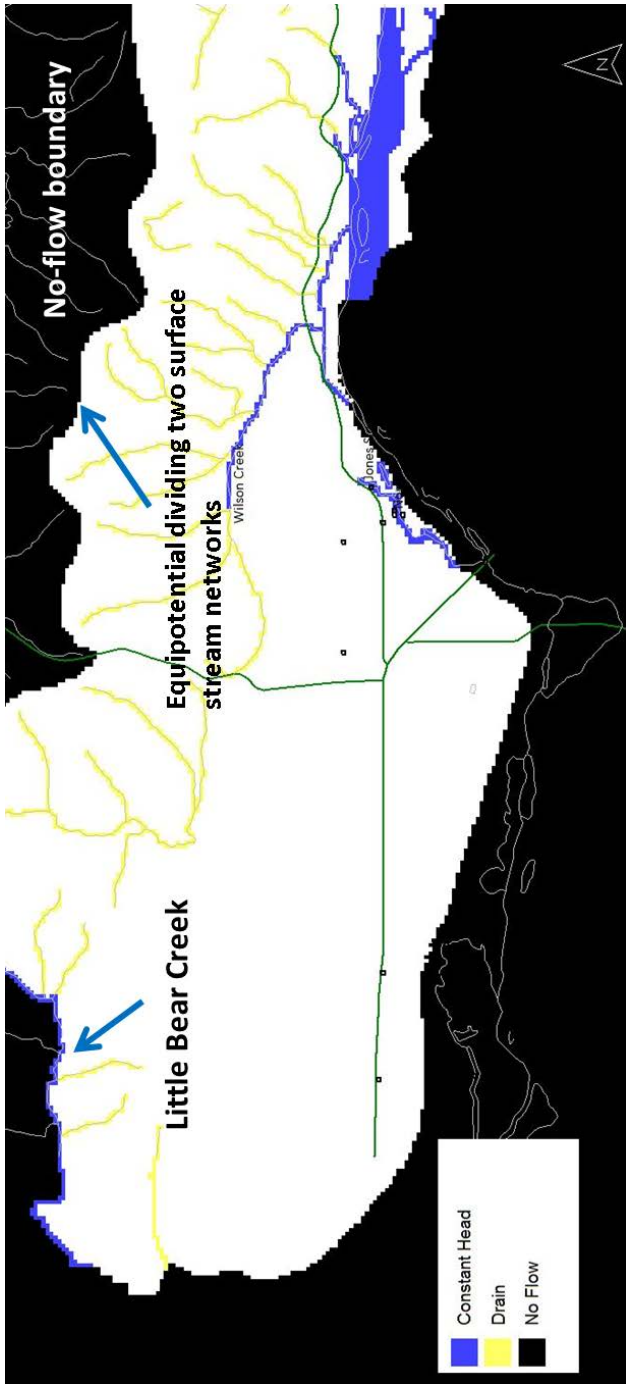 No-flow boundary
N
Equipotential dividing two surface
stream networks
Wilson Creek
Jones
Little Bear Creek
Constant Head
Drain
No Flow